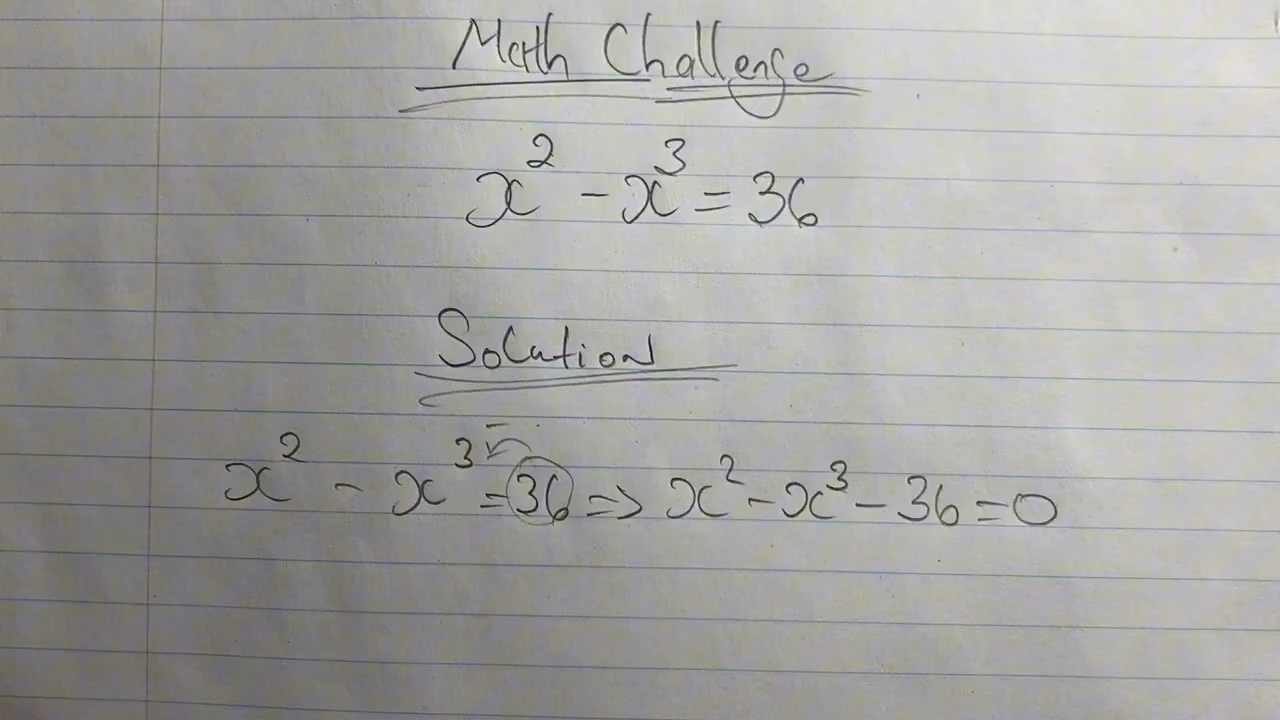 Math Challenge
x² - x³ = 36
Solution
x² - x³ = 36 => x² - x³ - 36 = 0